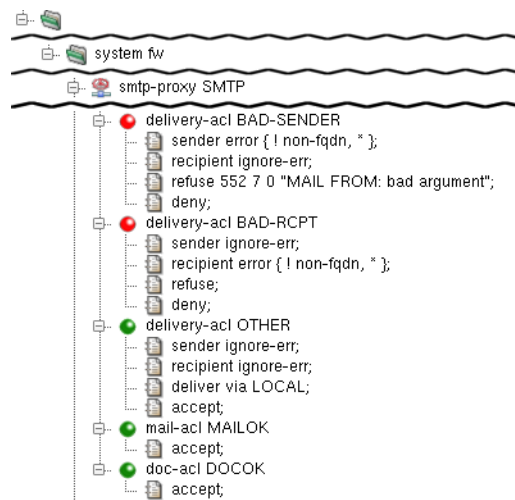 system fw
smtp-proxy SMTP
delivery-acl BAD-SENDER
sender error { ! non-fqdn, * };
recipient ignore-err;
refuse 552 7 0 "MAIL FROM: bad argument";
deny;
delivery-acl BAD-RCPT
sender ignore-err;
recipient error { ! non-fqdn, * };
refuse;
deny;
delivery-acl OTHER
sender ignore-err;
recipient ignore-err;
deliver via LOCAL;
accept;
mail-acl MAILOK
accept;
doc-acl DOCOK
accept;